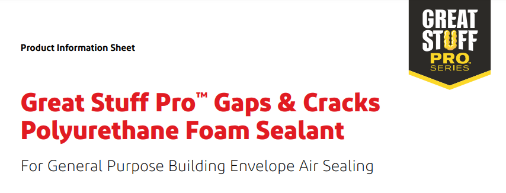 GREAT
STUFF
PRO
SERIES
Product Information Sheet
Great Stuff Pro™ Gaps & Cracks
Polyurethane Foam Sealant
For General Purpose Building Envelope Air Sealing